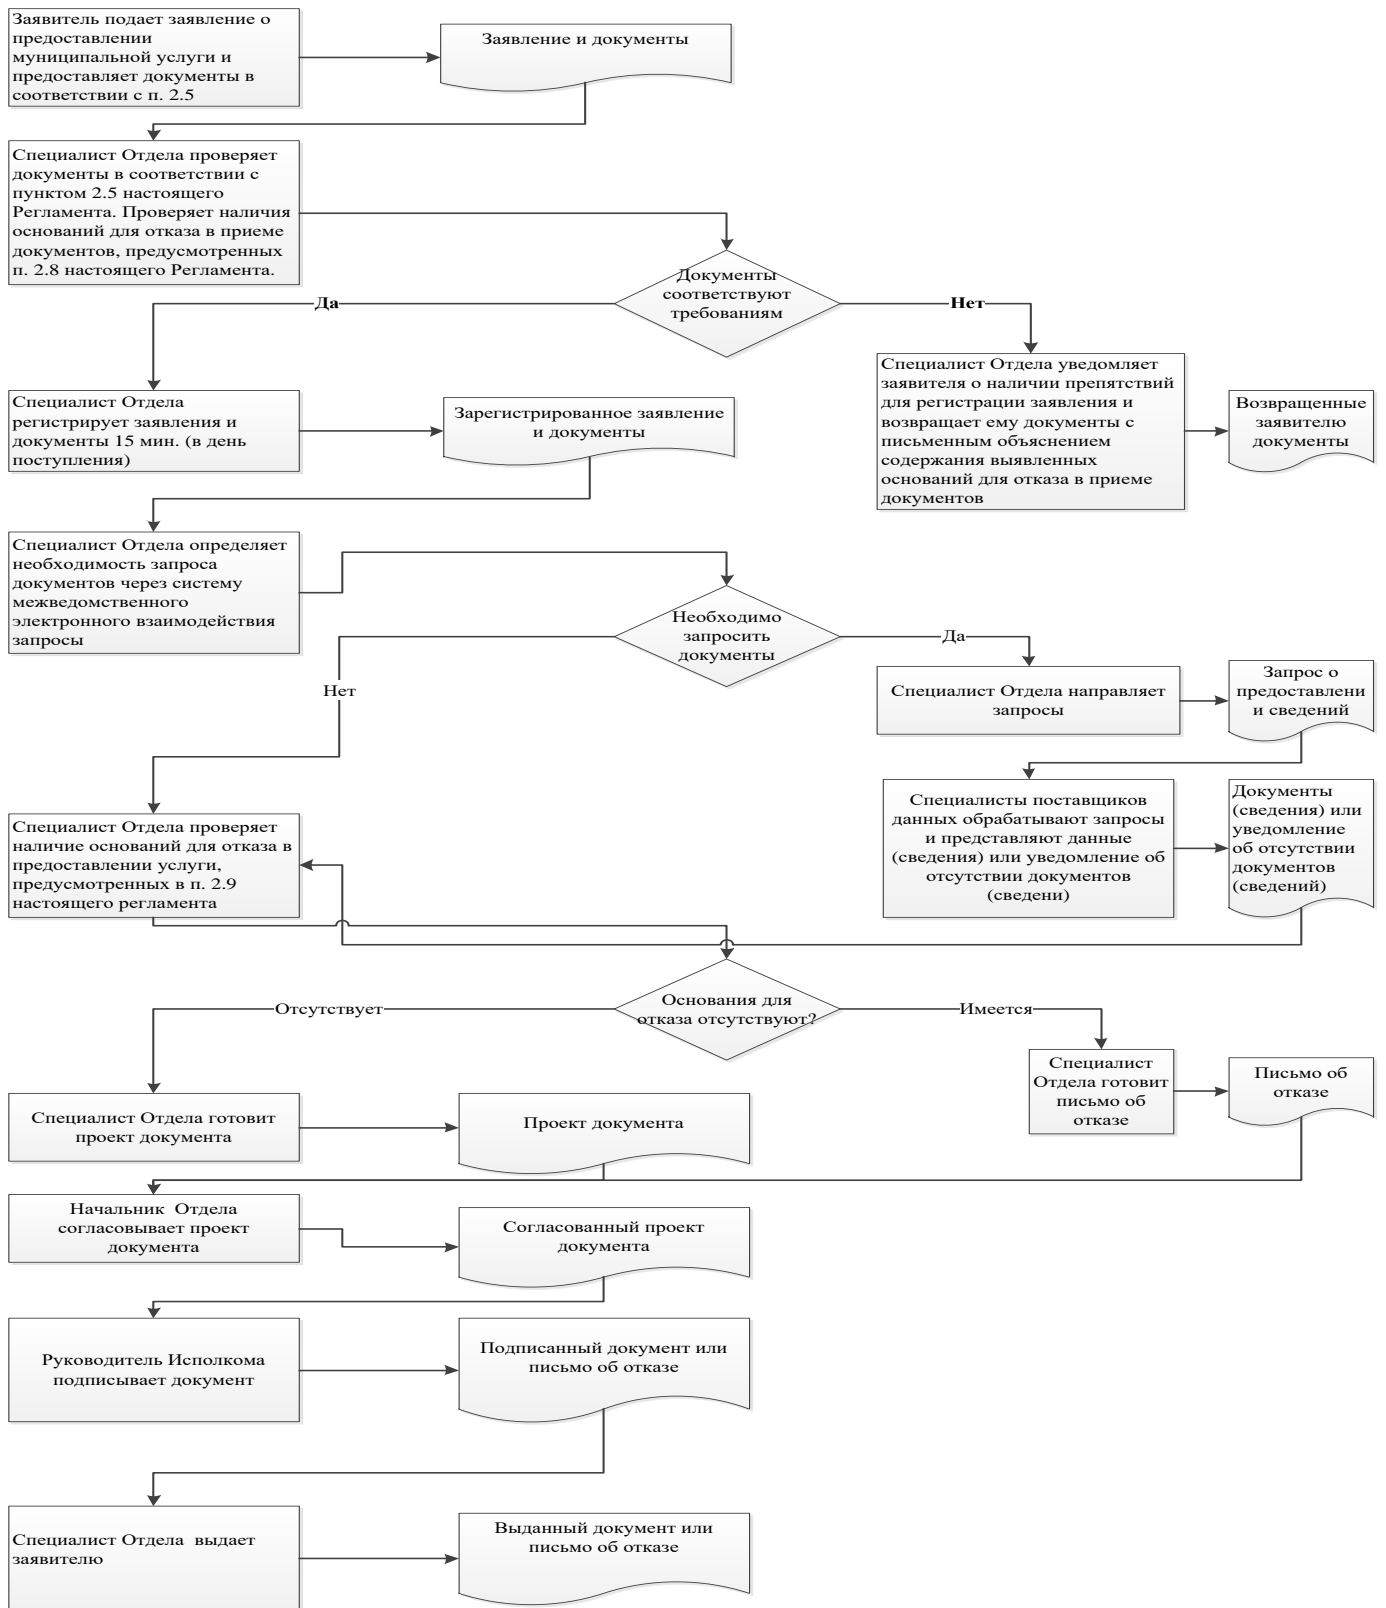 Заявитель подает заявление о
предоставлении
муниципальной услуги и
предоставляет документы в
соответствии с п. 2.5
Заявление и документы
Специалист Отдела проверяет
документы в соответствии с
пунктом 2.5 настоящего
Регламента. Проверяет наличия
оснований для отказа в приеме
документов, предусмотренных
п. 2.8 настоящего Регламента.
Документы
соответствуют
требованиям
Да
Нет
Специалист Отдела
регистрирует заявления и
документы 15 мин. (в день
поступления)
Зарегистрированное заявление
и документы
Специалист Отдела уведомляет
заявителя о наличии препятствий
для регистрации заявления и
возвращает ему документы с
письменным объяснением
содержания выявленных
оснований для отказа в приеме
документов
Возвращенные
заявителю
документы
Специалист Отдела определяет
необходимость запроса
документов через систему
межведомственного
электронного взаимодействия
запросы
Необходимо
запросить
документы
Да
Нет
Специалист Отдела направляет
запросы
Запрос о
предоставлени
и сведений
Специалисты поставщиков
данных обрабатывают запросы
и представляют данные
(сведения) или уведомление об
отсутствии документов
(сведени)
Документы
(сведения) или
уведомление
об отсутствии
документов
(сведений)
Специалист Отдела проверяет
наличие оснований для отказа в
предоставлении услуги,
предусмотренных в п. 2.9
настоящего регламента
Основания для
отказа отсутствуют?
Отсутствует
Имеется
Специалист
Отдела готовит
письмо об
отказе
Письмо об
отказе
Специалист Отдела готовит
проект документа
Проект документа
Начальник  Отдела
согласовывает проект
документа
Согласованный проект
документа
Руководитель Исполкома
подписывает документ
Подписанный документ или
письмо об отказе
Специалист Отдела  выдает
заявителю
Выданный документ или
письмо об отказе